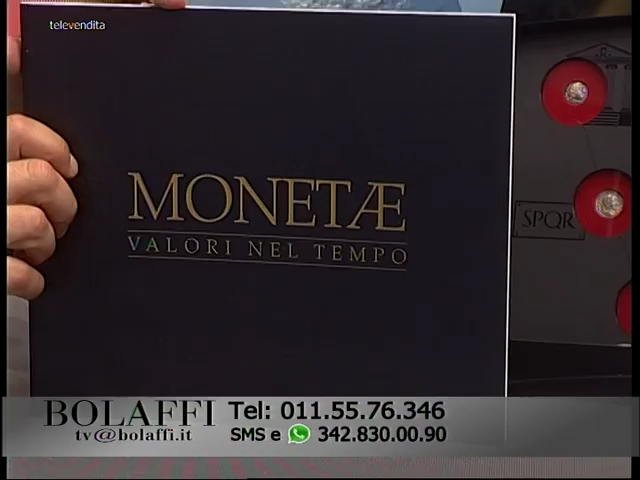 televendita
MONETÆ
VALORI NEL TEMPO
SPQR
BOLAFFI
tv@bolaffi.it
Tel: 011.55.76.346
SMS e 342.830.00.90